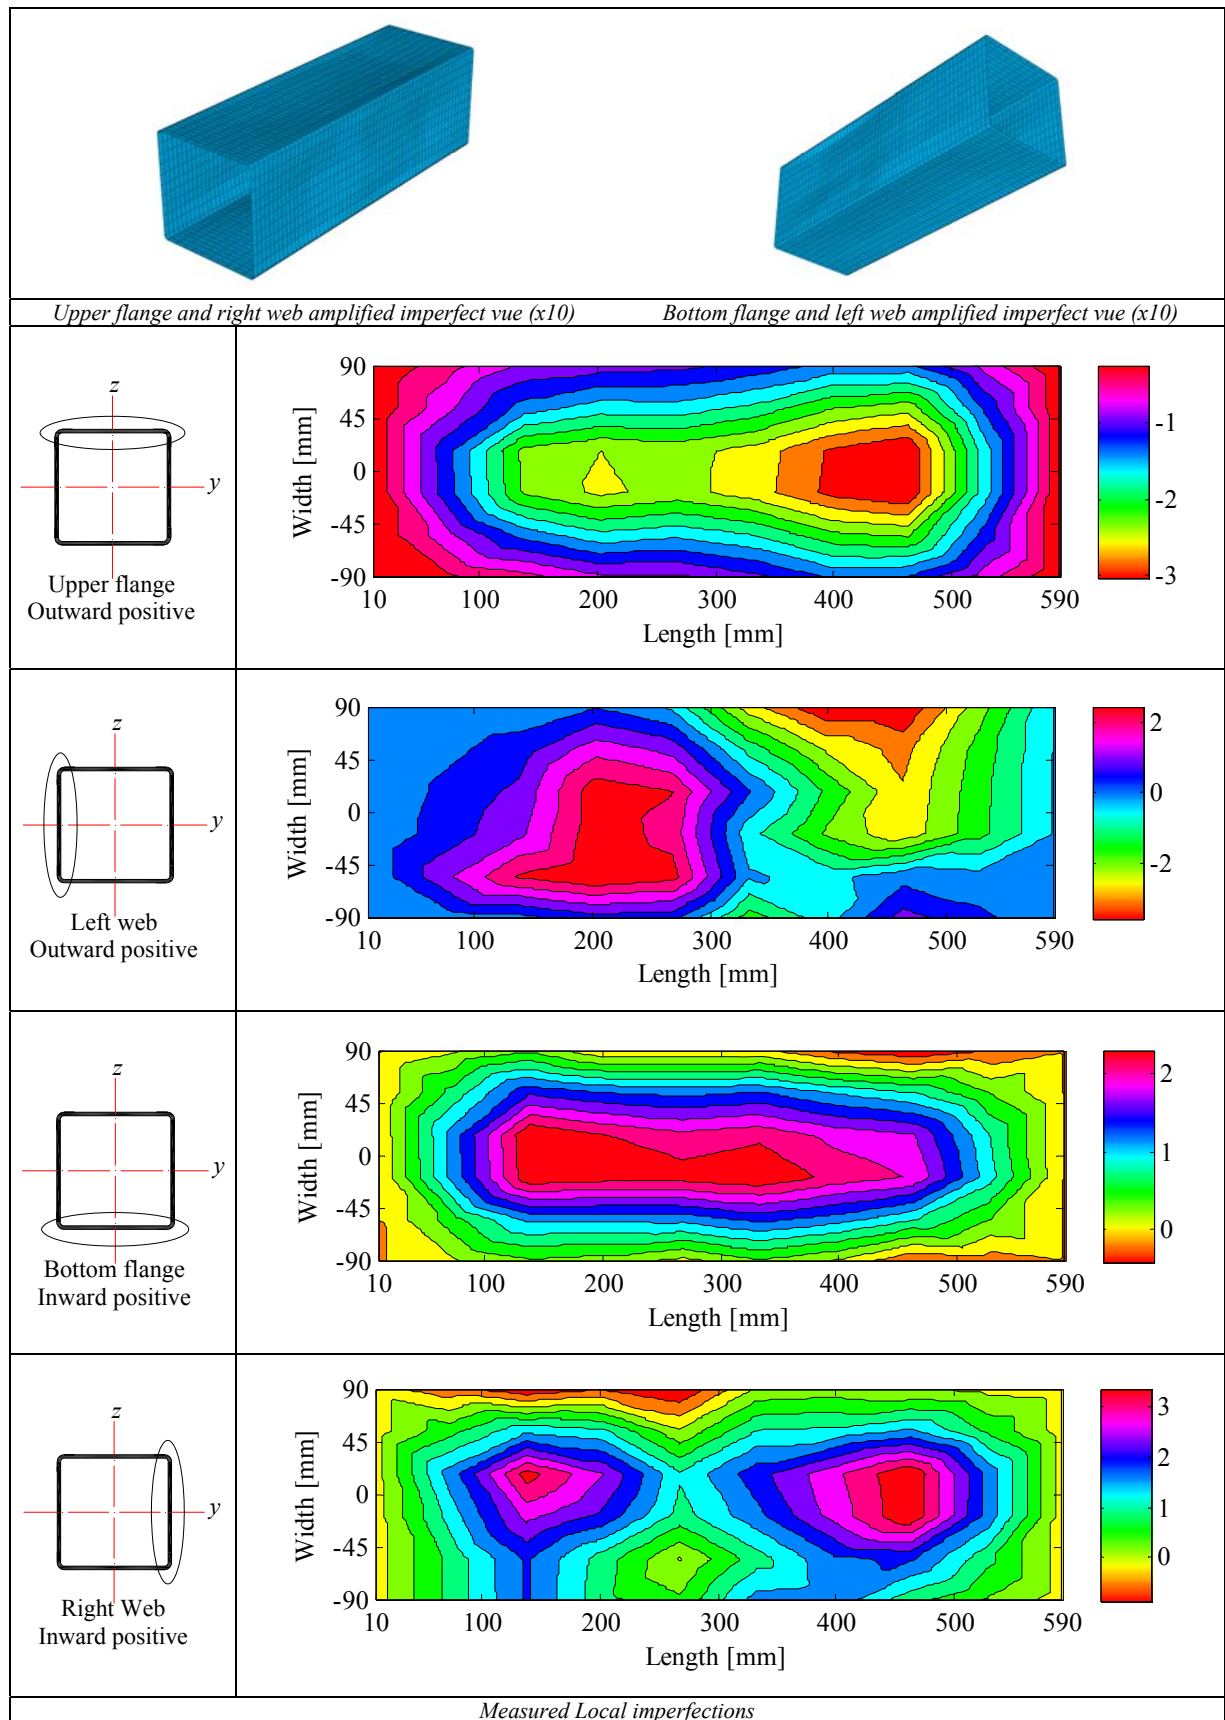 Upper flange and right web amplified imperfect vue (x10)
Bottom flange and left web amplified imperfect vue (x10)
z
y
Upper flange
Outward positive
Width [mm]
90
45
0
-45
-90
10 100 200 300 400 500 590
Length [mm]
-1
-2
-3
z
y
Left web
Outward positive
Width [mm]
90
45
0
-45
-90
10 100 200 300 400 500 590
Length [mm]
2
0
-2
z
y
Bottom flange
Inward positive
Width [mm]
90
45
0
-45
-90
10 100 200 300 400 500 590
Length [mm]
2
1
0
z
y
Right Web
Inward positive
Width [mm]
90
45
0
-45
-90
10 100 200 300 400 500 590
Length [mm]
3
2
1
0
Measured Local imperfections